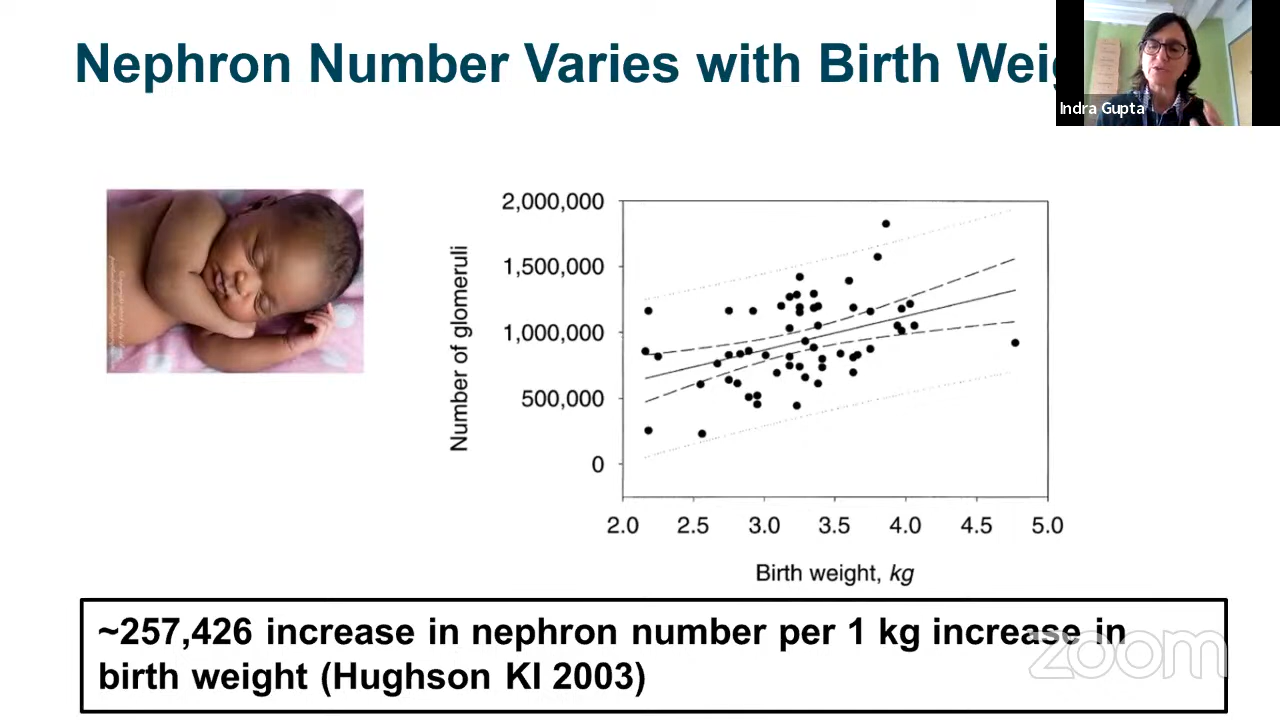 Nephron Number Varies with Birth Wei
Indra Gupta
2,000,000
1,500,000
1,000,000
500,000
0
Number of glomeruli
2.0 2.5 3.0 3.5 4.0 4.5 5.0
Birth weight, kg
~257,426 increase in nephron number per 1 kg increase in
birth weight (Hughson KI 2003)
zoom